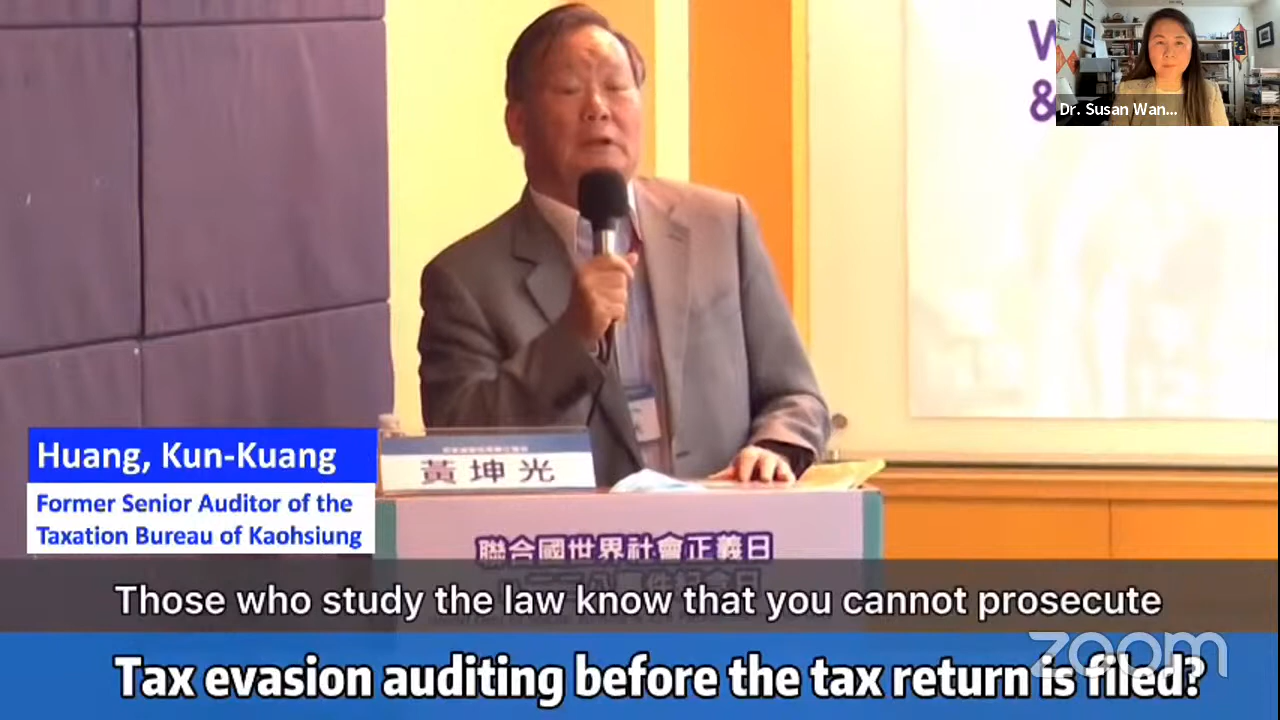 W
&
Dr. Susan Wan...
Huang, Kun-Kuang
Former Senior Auditor of the
Taxation Bureau of Kaohsiung
黃坤光
聯合國世界社會正義日
Those who study the law know that you cannot prosecute
zoom
Tax evasion auditing before the tax return is filed?